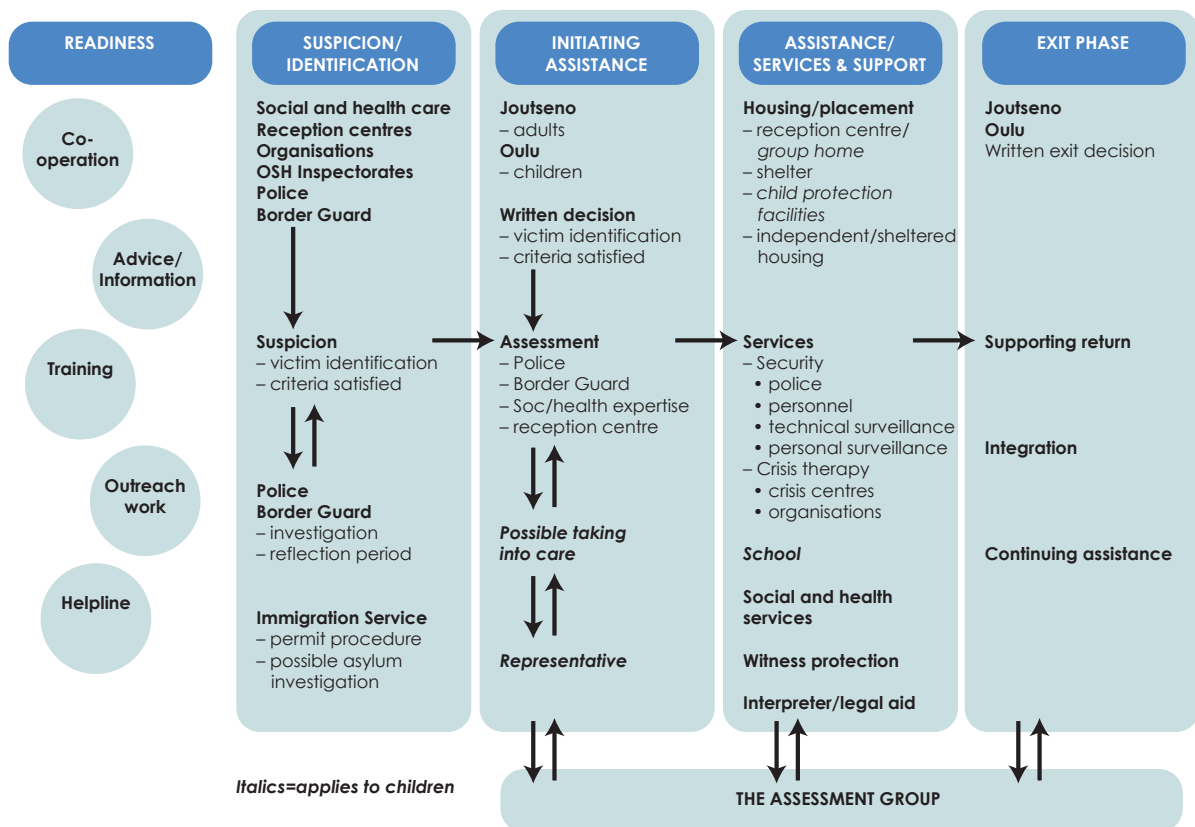 READINESS
Co-
operation
Advice/
Information
Training
Outreach
work
Helpline
SUSPICION/
IDENTIFICATION
Social and health care
Reception centres
Organisations
OSH Inspectorates
Police
Border Guard
Suspicion
– victim identification
– criteria satisfied
Police
Border Guard
– investigation
– reflection period
Immigration Service
– permit procedure
– possible asylum
investigation
INITIATING
ASSISTANCE
Joutseno
– adults
Oulu
– children
Written decision
– victim identification
– criteria satisfied
Assessment
– Police
– Border Guard
– Soc/health expertise
– reception centre
Possible taking
into care
Representative
ASSISTANCE/
SERVICES & SUPPORT
Housing/placement
– reception centre/
group home
– shelter
– child protection
facilities
– independent/sheltered
housing
Services
– Security
• police
• personnel
• technical surveillance
• personal surveillance
– Crisis therapy
• crisis centres
• organisations
School
Social and health
services
Witness protection
Interpreter/legal aid
EXIT PHASE
Joutseno
Oulu
Written exit decision
Supporting return
Integration
Continuing assistance
Italics=applies to children
THE ASSESSMENT GROUP